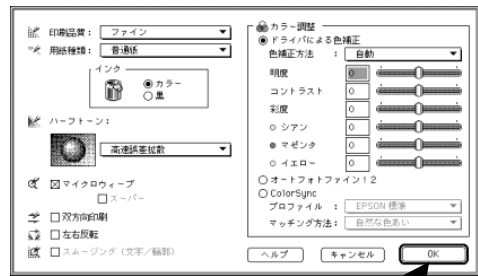 印刷品質： ファイン
用紙種類： 普通紙
インク
カラー
黒
ハーフトーン：
高速誤差拡散
マイクロウィーブ
スーパー
双方向印刷
左右反転
スムージング（文字／輪郭）
カラー調整
ドライバによる色補正
色補正方法 ： 自動
明度 0
コントラスト 0
彩度 0
シアン 0
マゼンタ 0
イエロー 0
オートフォトファイン！2
ColorSync
プロファイル ： EPSON 標準
マッチング方法： 自然な色あい
ヘルプ キャンセル OK